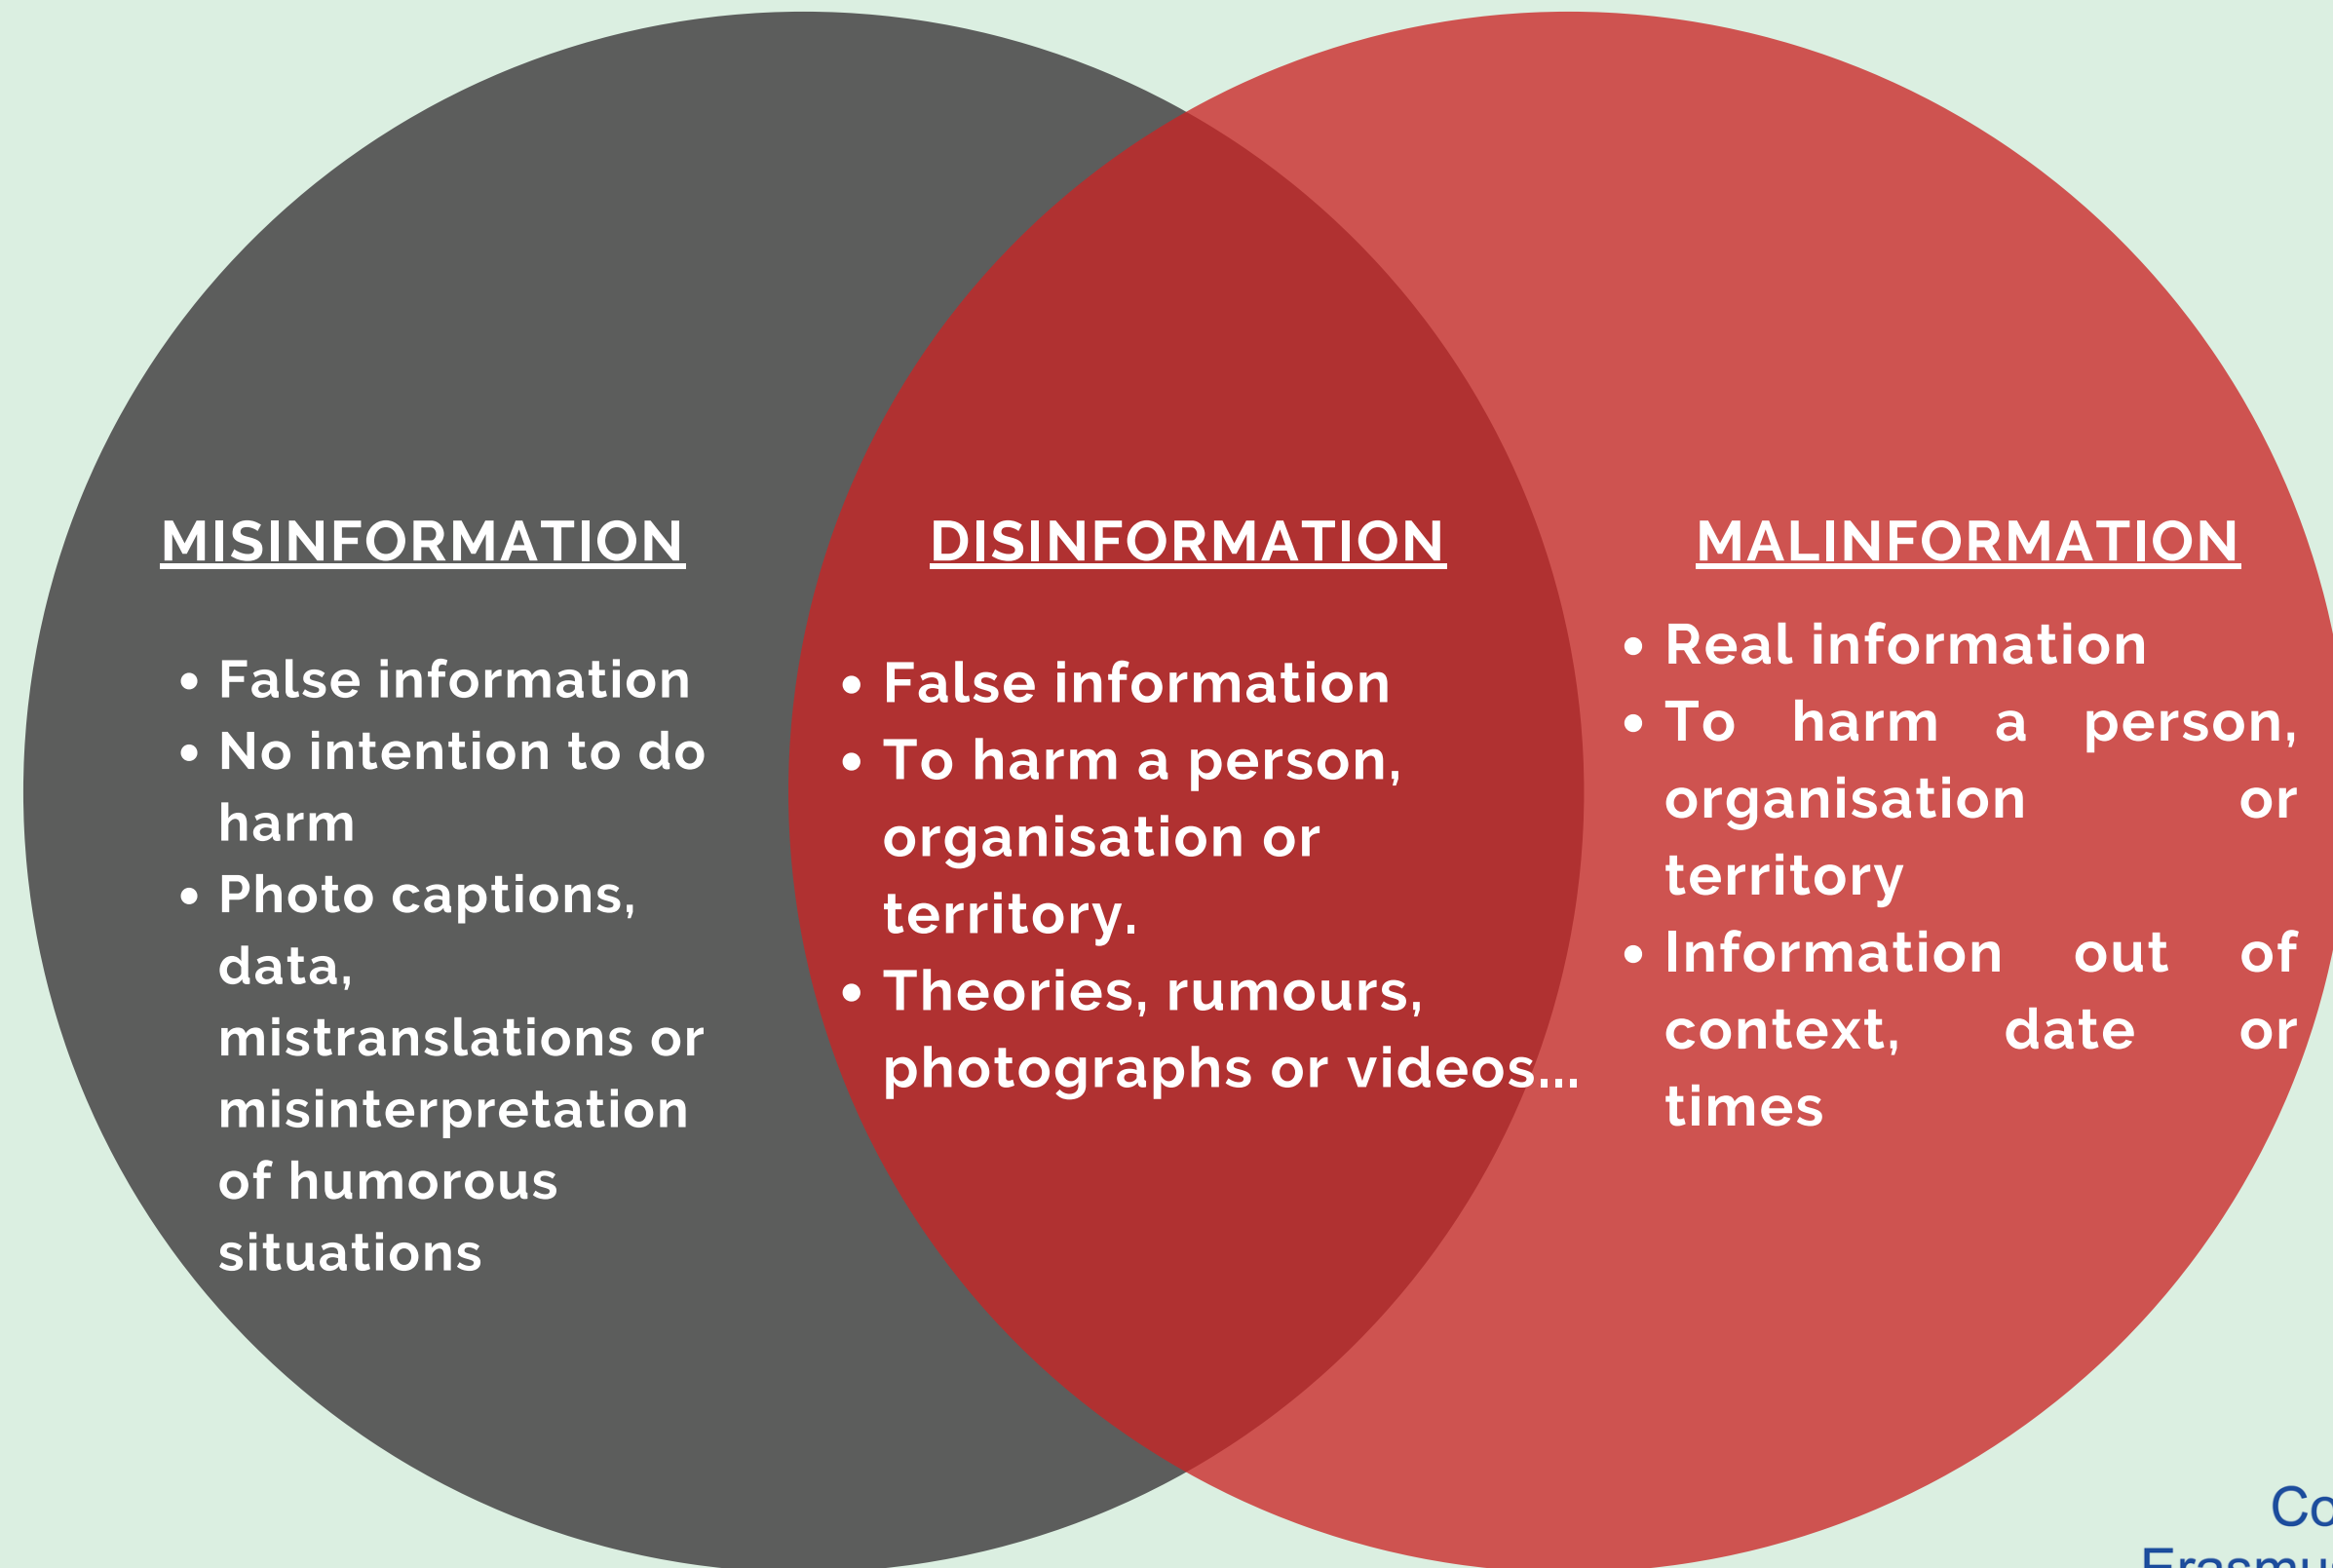 MISINFORMATION
• False information
• No intention to do
harm
• Photo captions,
data,
mistranslations or
misinterpretation
of humorous
situations
DISINFORMATION
• False information
• To harm a person,
organisation or
territory.
• Theories, rumours,
photographs or videos...
MALINFORMATION
• Real information
• To harm a person,
organisation or
territory
• Information out of
context, date or
times